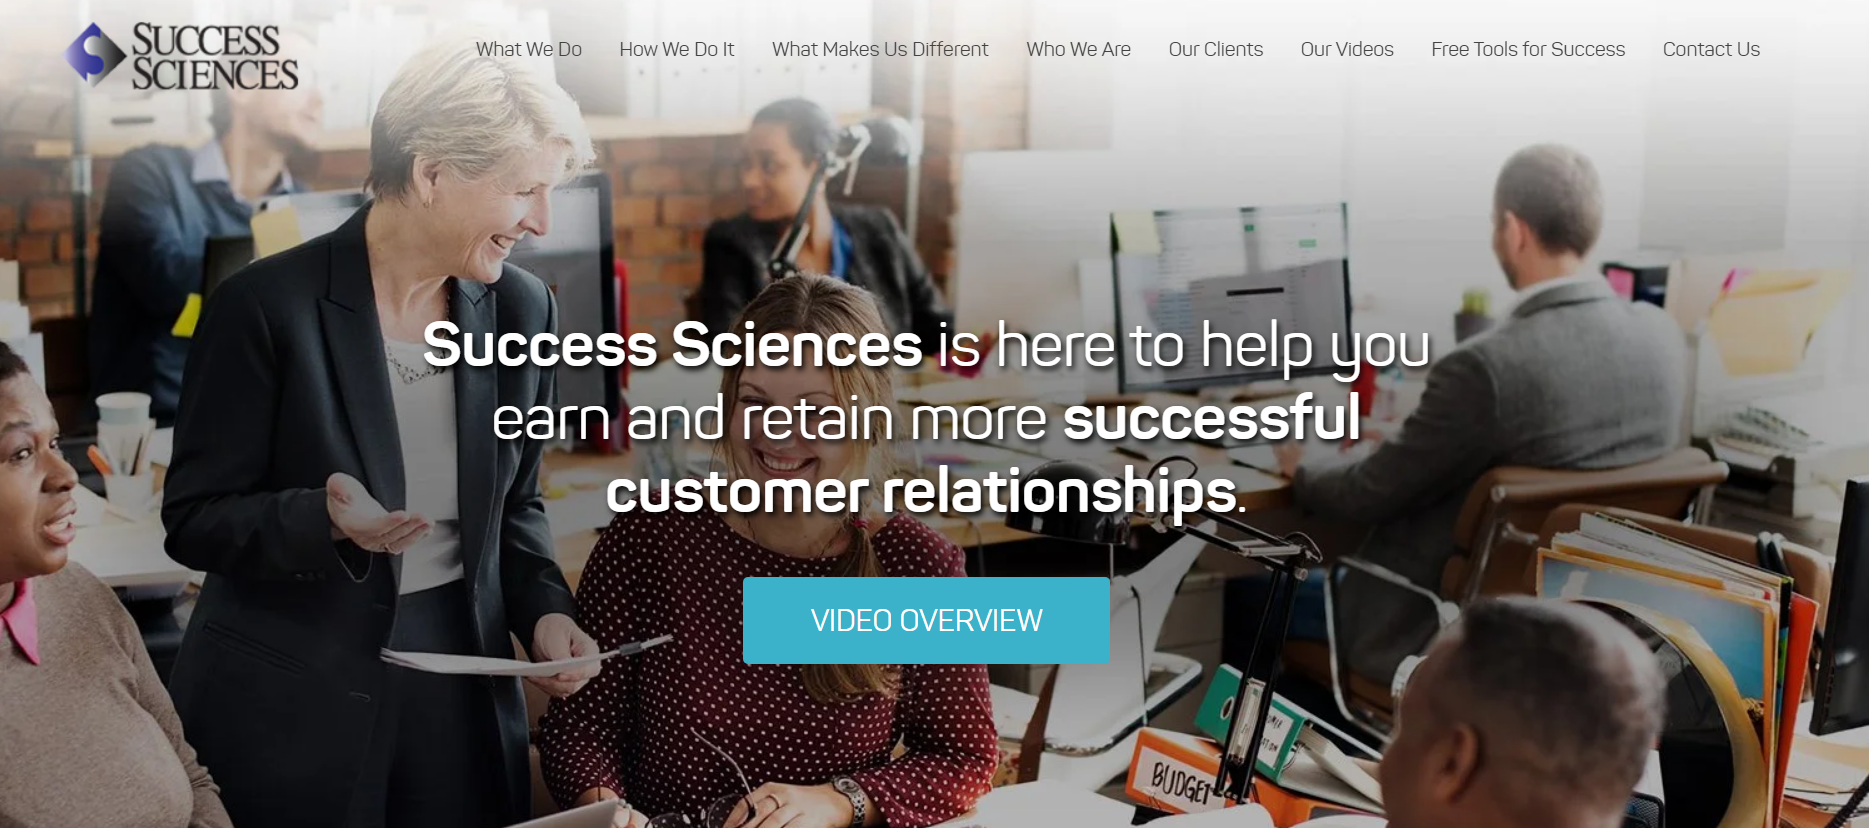 SUCCESS
SCIENCES
What We Do
How We Do It
What Makes Us Different
Who We Are
Our Clients
Our Videos
Free Tools for Success
Contact Us
Success Sciences is here to help you
earn and retain more successful
customer relationships.
VIDEO OVERVIEW
BUDGET